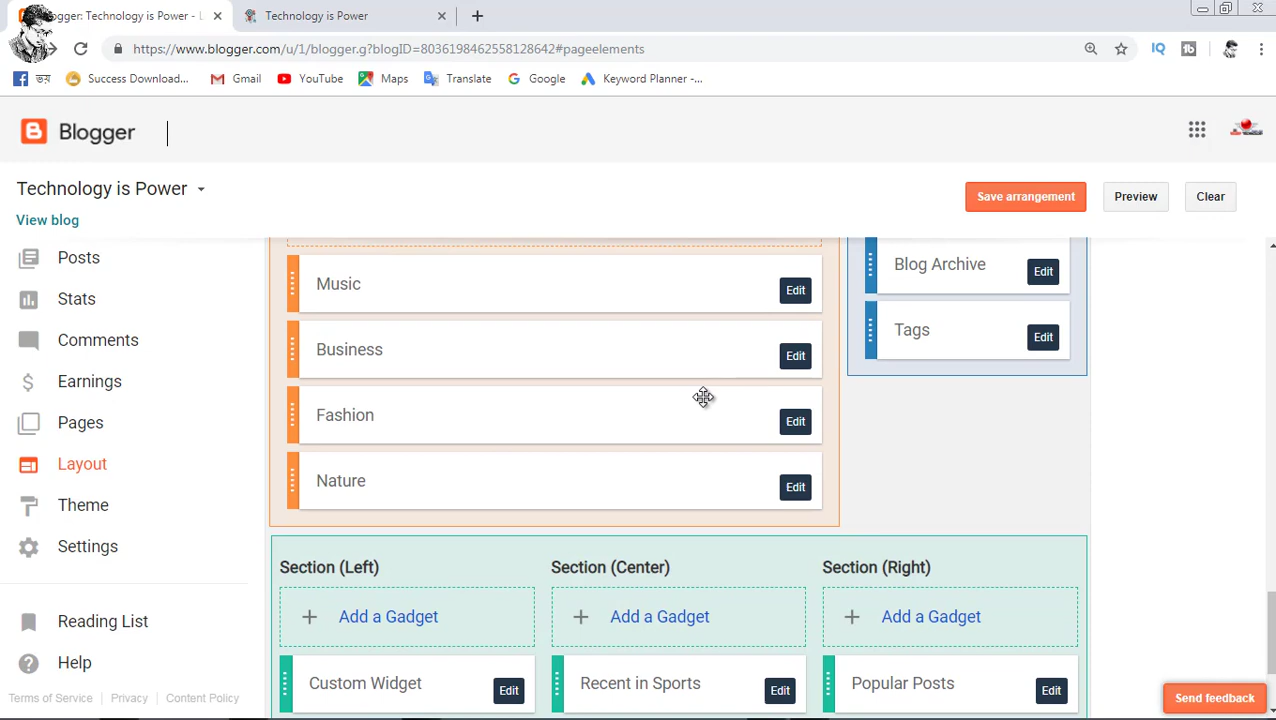 Blogger: Technology is Power - L
Technology is Power
https://www.blogger.com/u/1/blogger.g?blogID=8036198462558128642#pageelements
IQ
tb
ভয়
Success Download...
Gmail
YouTube
Maps
Translate
Google
Keyword Planner -...
Blogger
Technology is Power
View blog
Save arrangement
Preview
Clear
Posts
Stats
Comments
Earnings
Pages
Layout
Theme
Settings
Reading List
Help
Terms of Service | Privacy | Content Policy
Music
Edit
Business
Edit
Fashion
Edit
Nature
Edit
Blog Archive
Edit
Tags
Edit
Section (Left)
Section (Center)
Section (Right)
Add a Gadget
Add a Gadget
Add a Gadget
Custom Widget
Edit
Recent in Sports
Edit
Popular Posts
Edit
Send feedback